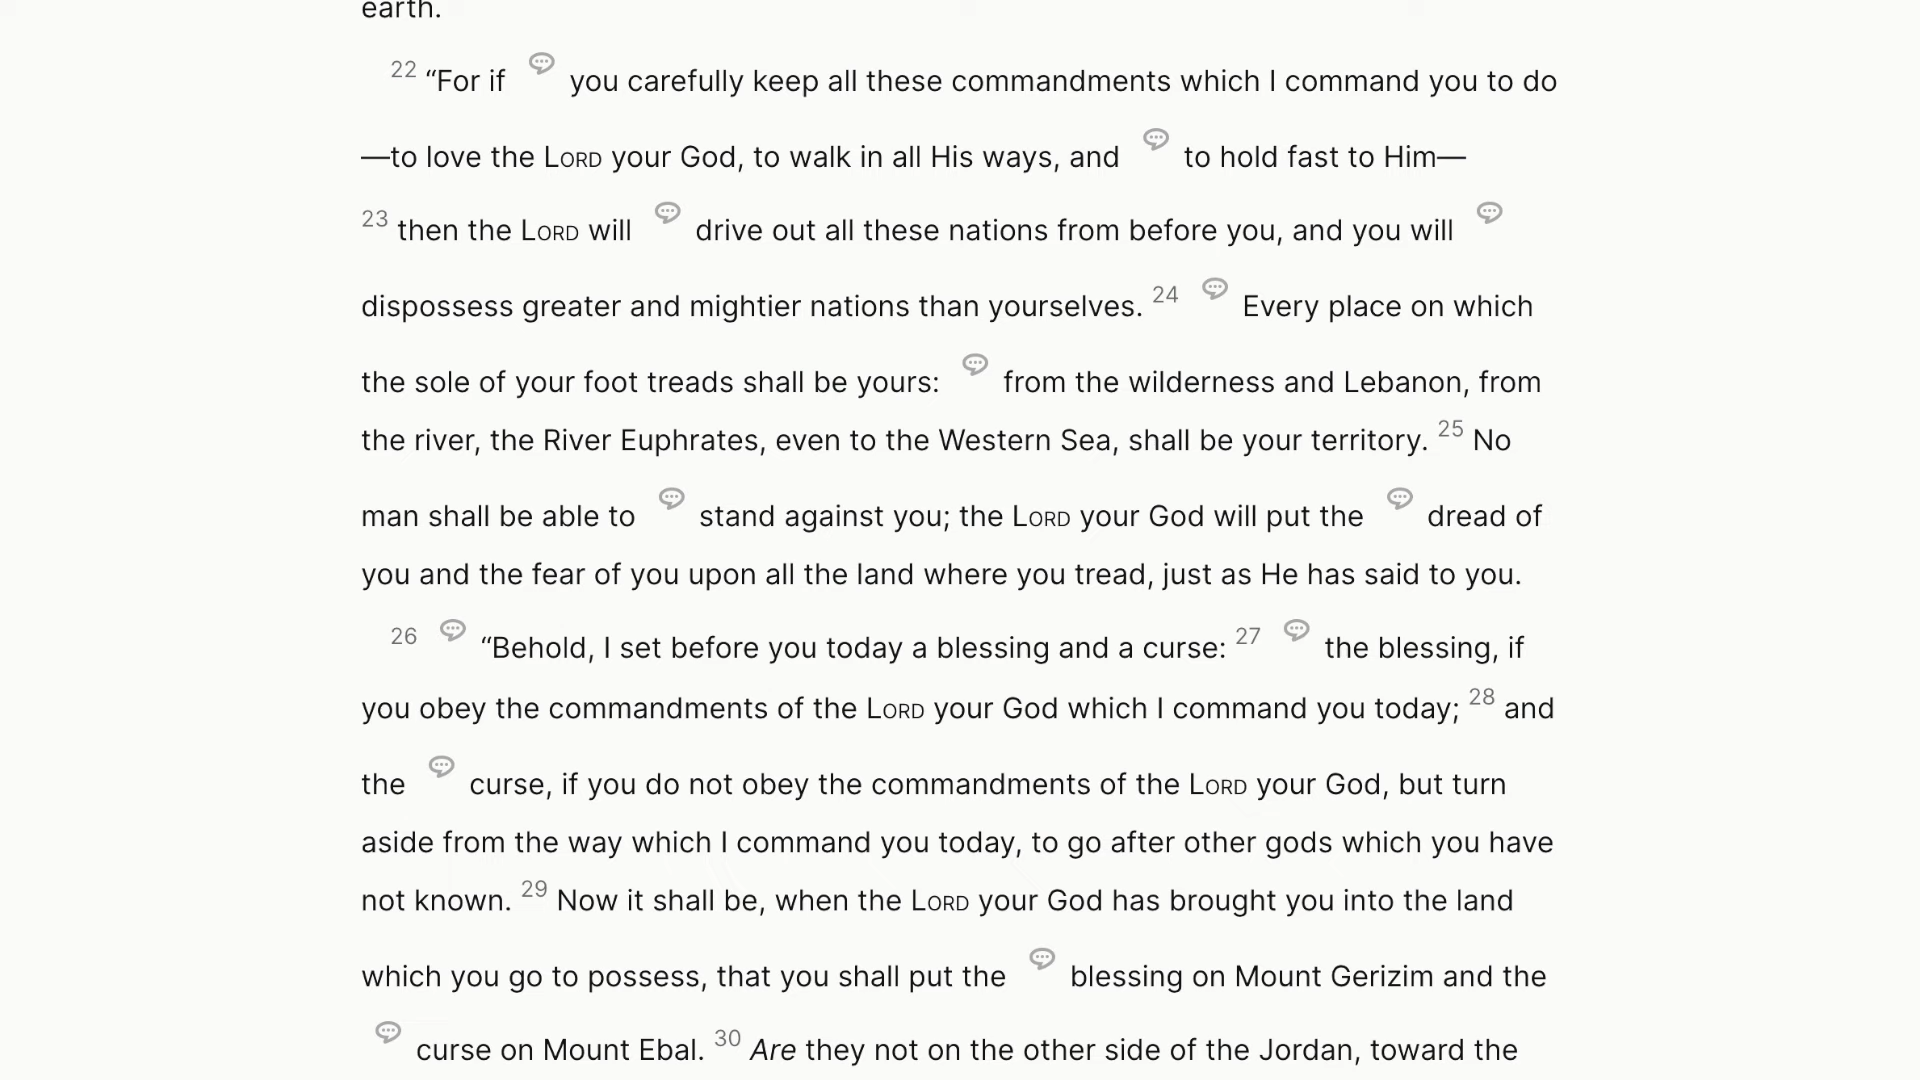 earth.
22 “For if you carefully keep all these commandments which I command you to do
—to love the LORD your God, to walk in all His ways, and to hold fast to Him—
23 then the LORD will drive out all these nations from before you, and you will
dispossess greater and mightier nations than yourselves. 24 Every place on which
the sole of your foot treads shall be yours: from the wilderness and Lebanon, from
the river, the River Euphrates, even to the Western Sea, shall be your territory. 25 No
man shall be able to stand against you; the LORD your God will put the dread of
you and the fear of you upon all the land where you tread, just as He has said to you.
26 “Behold, I set before you today a blessing and a curse: 27 the blessing, if
you obey the commandments of the LORD your God which I command you today; 28 and
the curse, if you do not obey the commandments of the LORD your God, but turn
aside from the way which I command you today, to go after other gods which you have
not known. 29 Now it shall be, when the LORD your God has brought you into the land
which you go to possess, that you shall put the blessing on Mount Gerizim and the
curse on Mount Ebal. 30 Are they not on the other side of the Jordan, toward the